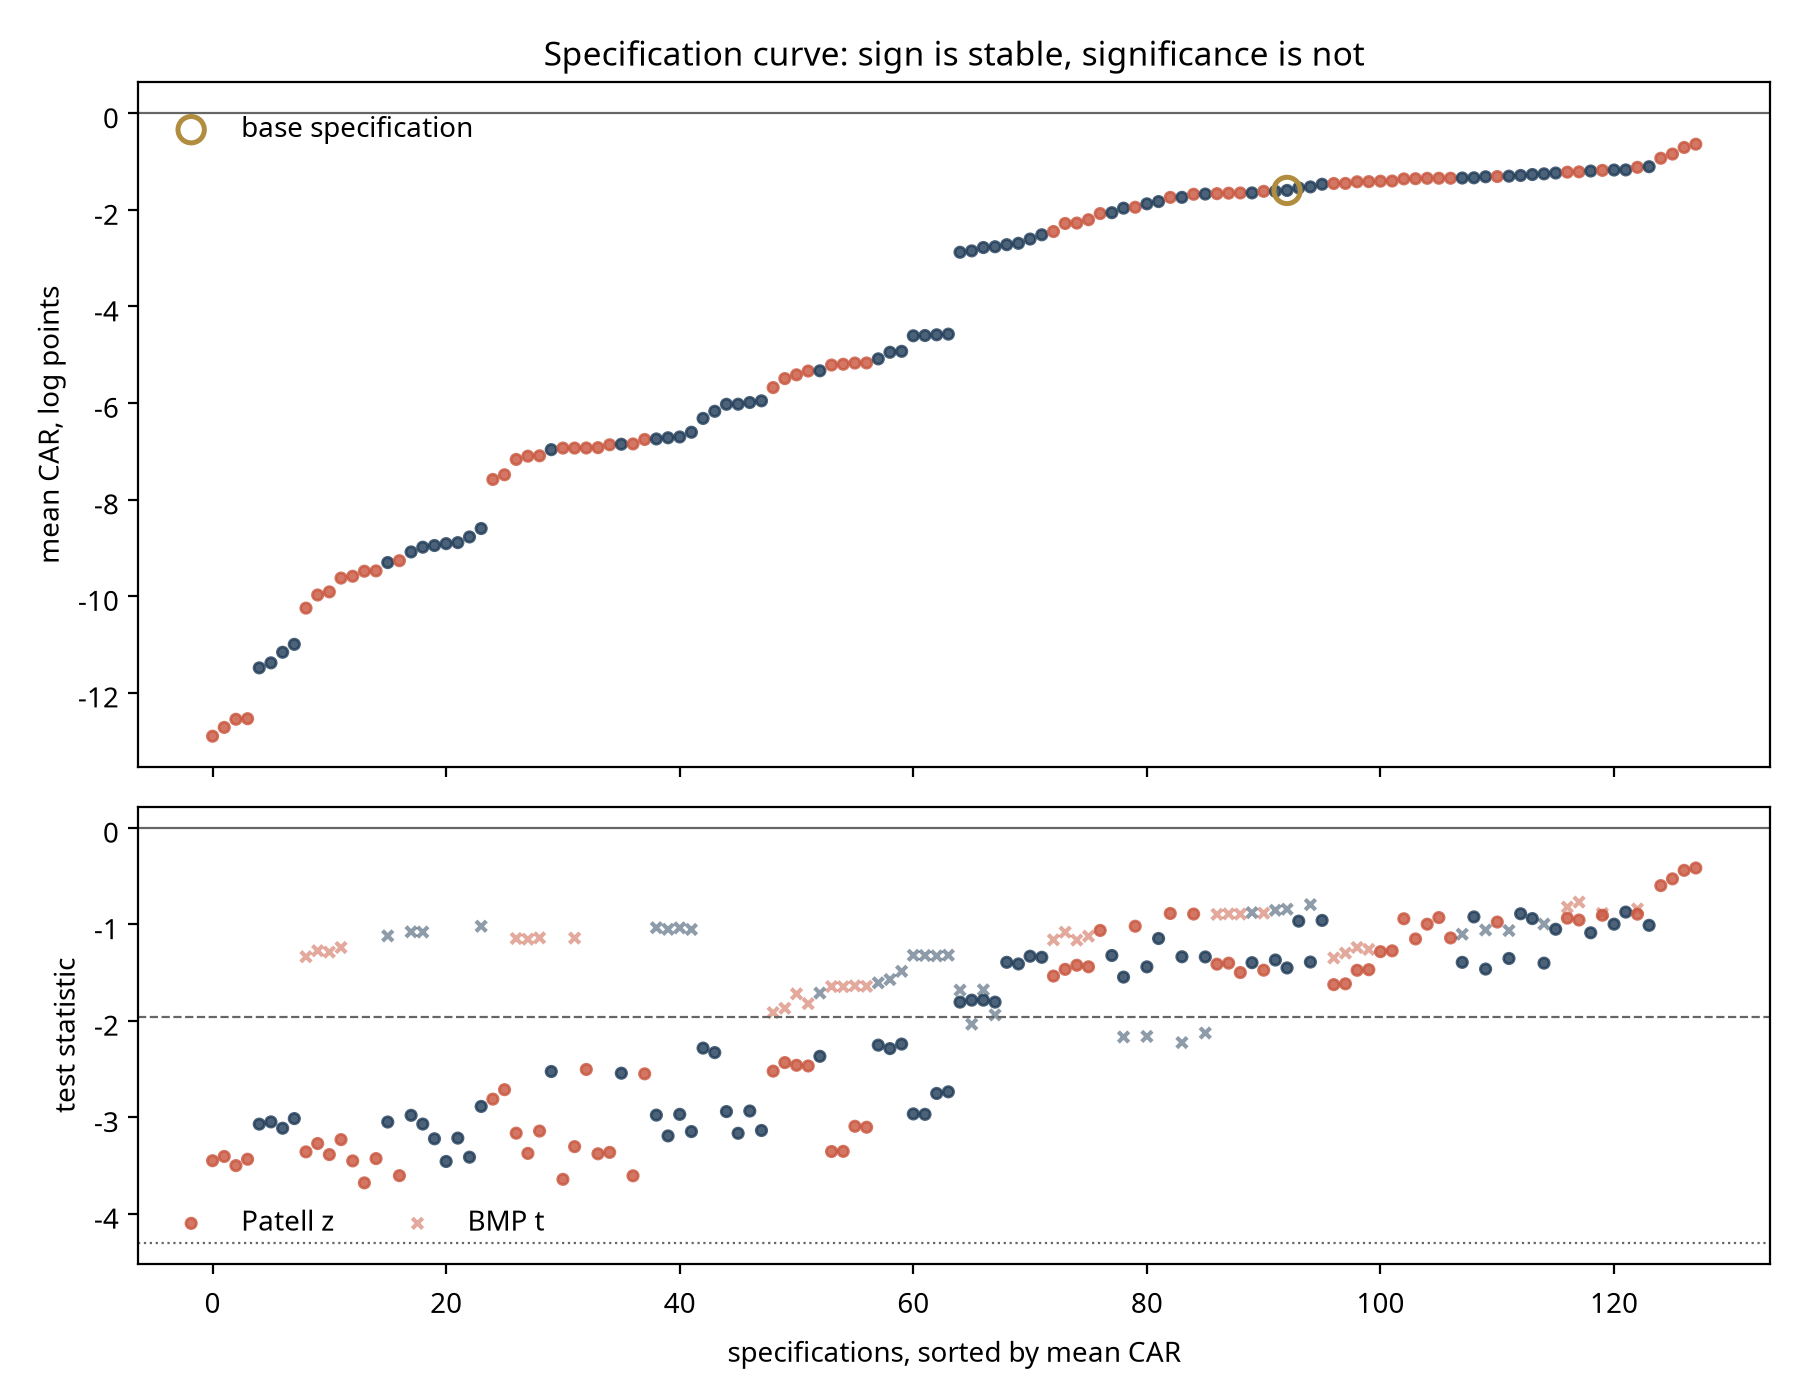 Specification curve: sign is stable, significance is not
0
-2
-4
-6
-8
-10
-12
mean CAR, log points
base specification
0
-1
-2
-3
-4
test statistic
Patell z
BMP t
0
20
40
60
80
100
120
specifications, sorted by mean CAR